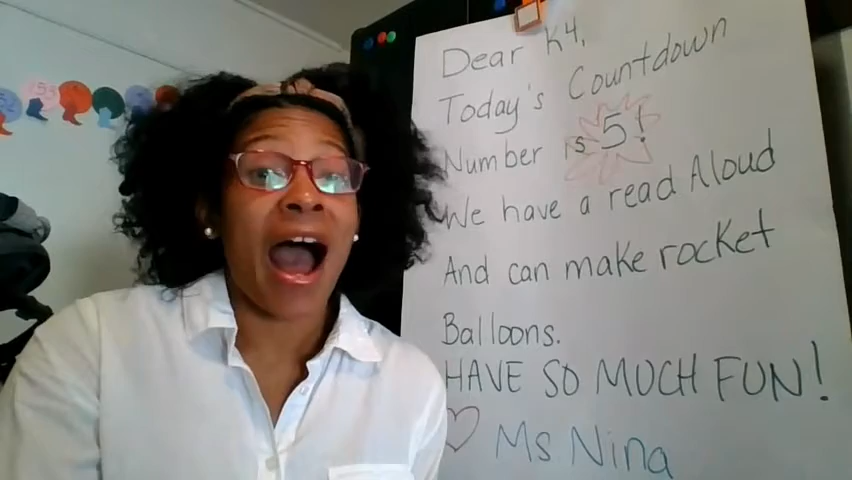 Dear K4,
Today's Countdown
Number is 5!
We have a read Aloud
And can make rocket
Balloons.
HAVE SO MUCH FUN!
♡ Ms Nina